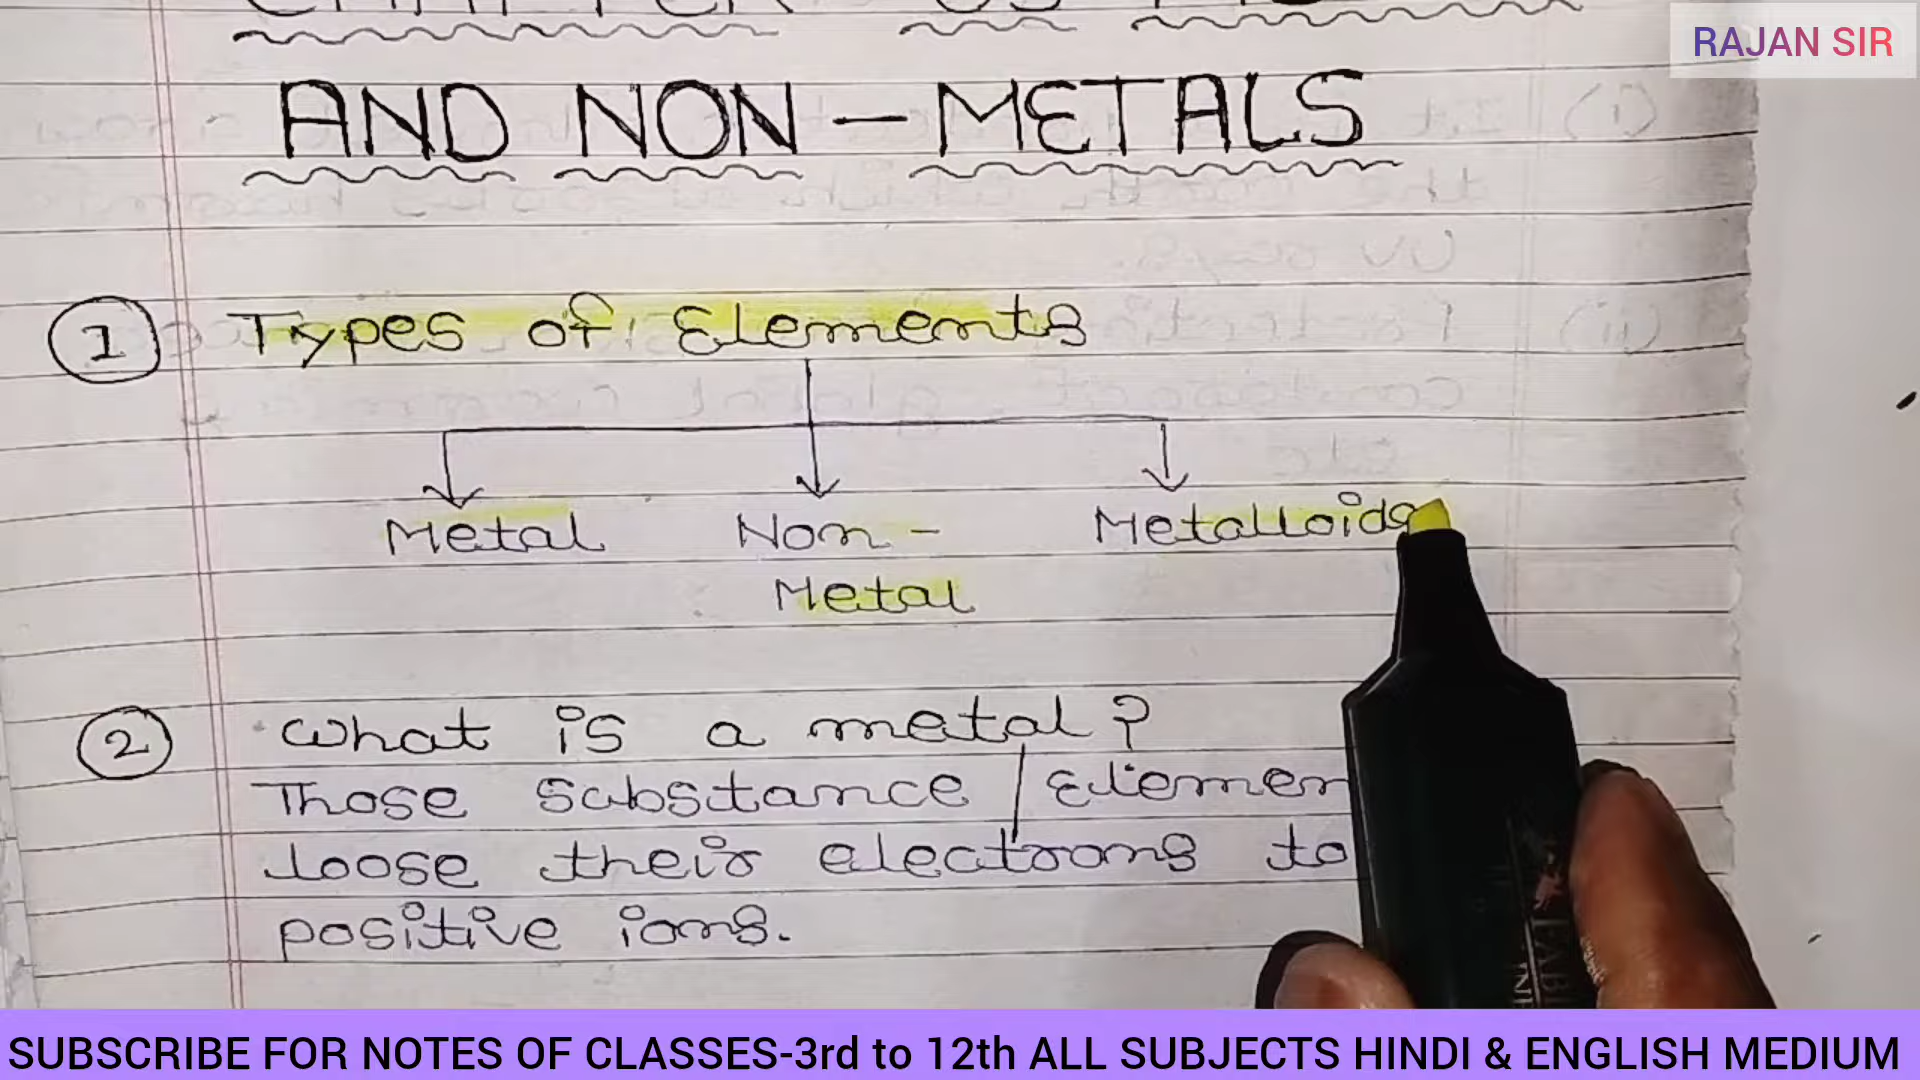 RAJAN SIR
AND NON-METALS
1 Types of Elements
Metal Non- Metalloids
Metal
2 What is a metal?
Those substance / Elemen
loose their electrons to
positive ions.
SUBSCRIBE FOR NOTES OF CLASSES-3rd to 12th ALL SUBJECTS HINDI & ENGLISH MEDIUM